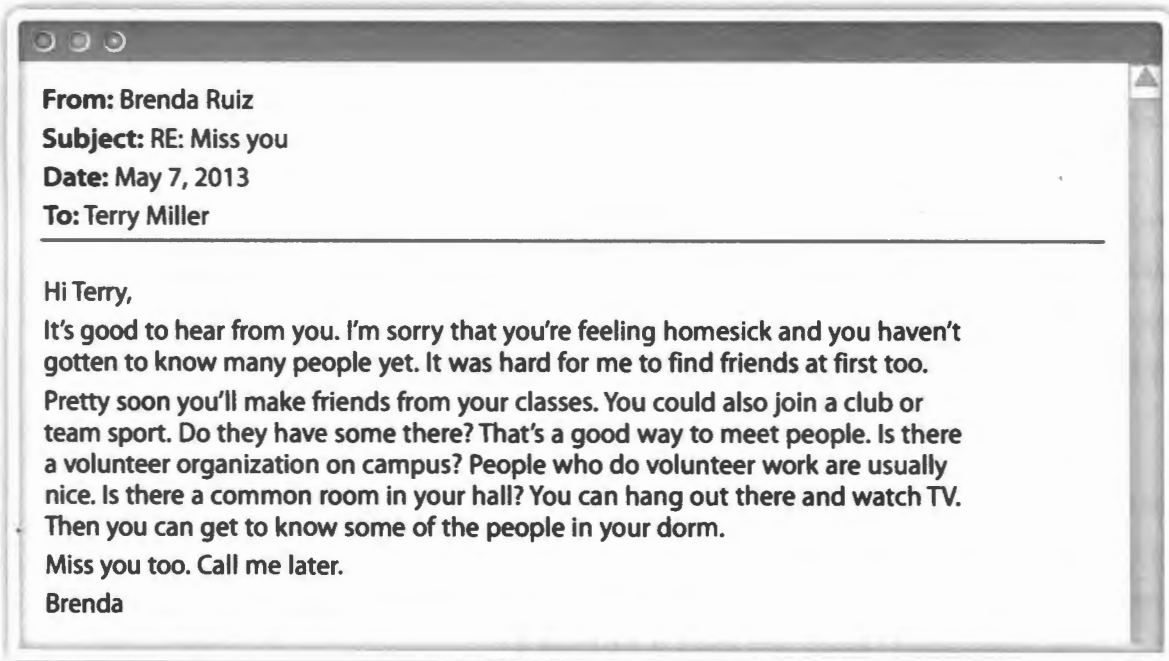 From: Brenda Ruiz
Subject: RE: Miss you
Date: May 7, 2013
To: Terry Miller
Hi Terry,
It's good to hear from you. I'm sorry that you're feeling homesick and you haven't
gotten to know many people yet. It was hard for me to find friends at first too.
Pretty soon you'll make friends from your classes. You could also join a club or
team sport. Do they have some there? That's a good way to meet people. Is there
a volunteer organization on campus? People who do volunteer work are usually
nice. Is there a common room in your hall? You can hang out there and watch TV.
Then you can get to know some of the people in your dorm.
Miss you too. Call me later.
Brenda